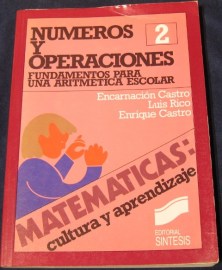 NUMEROS
Y
2
OPERACIONES
FUNDAMENTOS PARA
UNA ARITMETICA ESCOLAR
Encarnación Castro
Luis Rico
Enrique Castro
MATEMATICAS:
cultura y aprendizaje
EDITORIAL
SINTESIS